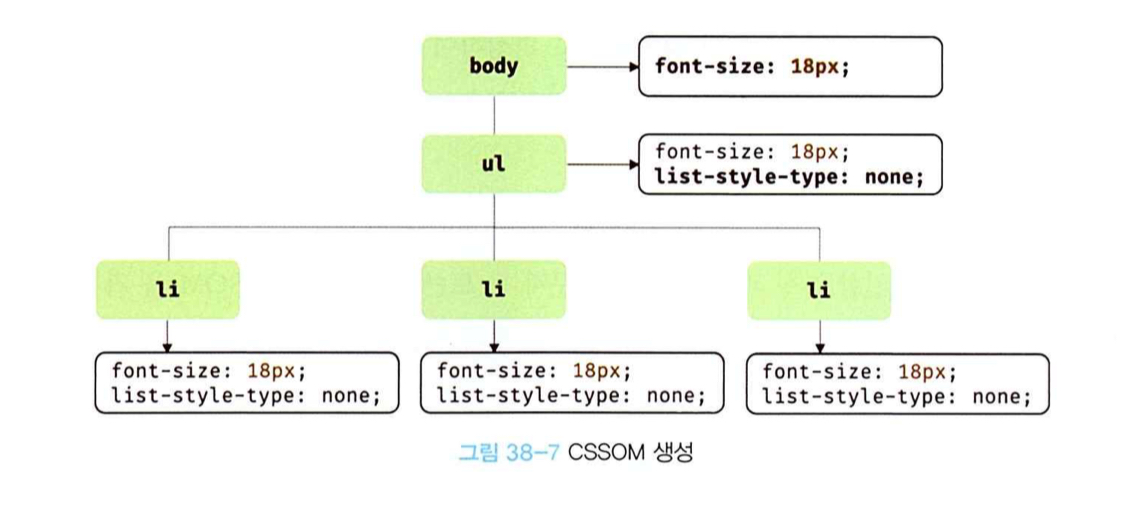 body
font-size: 18px;
ul
font-size: 18px;
list-style-type: none;
li
li
li
font-size: 18px;
list-style-type: none;
font-size: 18px;
list-style-type: none;
font-size: 18px;
list-style-type: none;
그림 38-7 CSSOM 생성